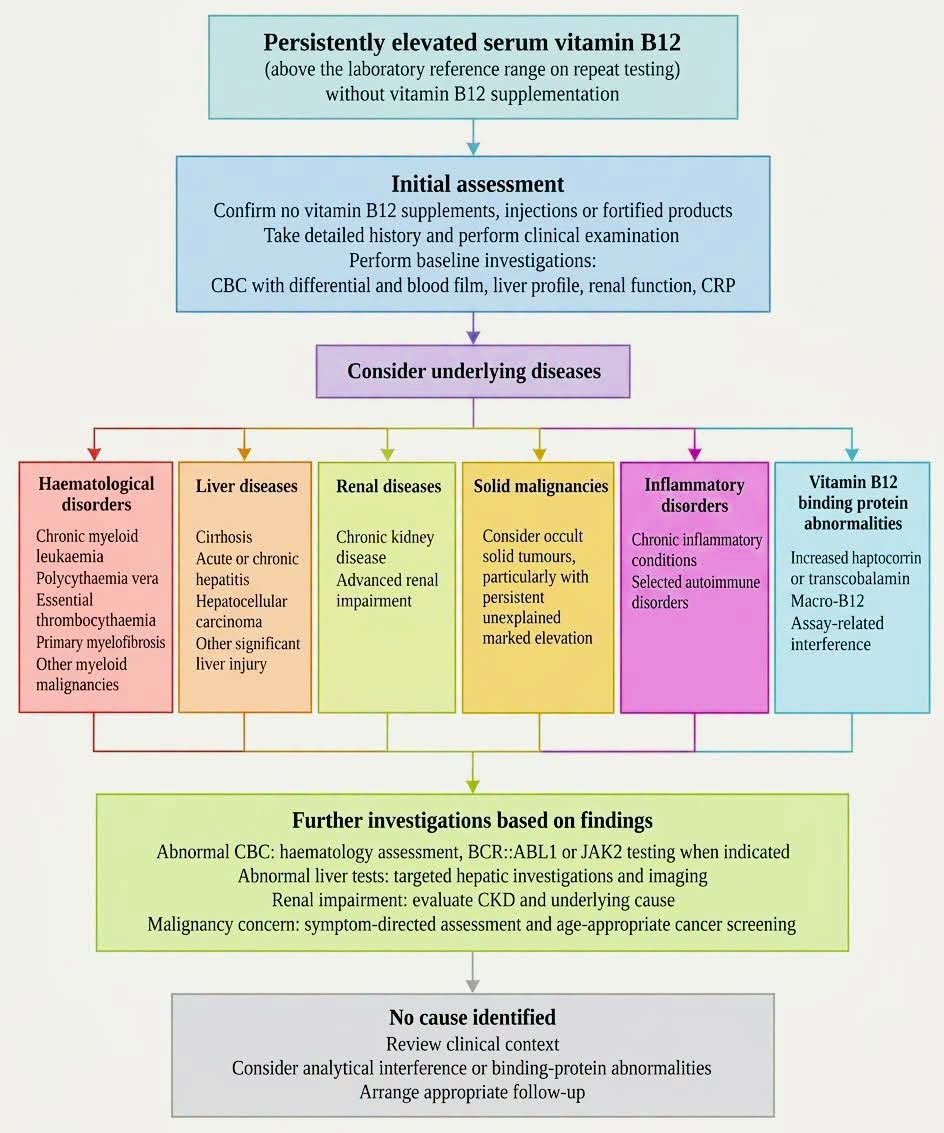 Persistently elevated serum vitamin B12
(above the laboratory reference range on repeat testing)
without vitamin B12 supplementation
Initial assessment
Confirm no vitamin B12 supplements, injections or fortified products
Take detailed history and perform clinical examination
Perform baseline investigations:
CBC with differential and blood film, liver profile, renal function, CRP
Consider underlying diseases
Haematological
disorders
Chronic myeloid
leukaemia
Polycythaemia vera
Essential
thrombocythaemia
Primary myelofibrosis
Other myeloid
malignancies
Liver diseases
Cirrhosis
Acute or chronic
hepatitis
Hepatocellular
carcinoma
Other significant
liver injury
Renal diseases
Chronic kidney
disease
Advanced renal
impairment
Solid malignancies
Consider occult
solid tumours,
particularly with
persistent
unexplained
marked elevation
Inflammatory
disorders
Chronic inflammatory
conditions
Selected autoimmune
disorders
Vitamin B12
binding protein
abnormalities
Increased haptocorrin
or transcobalamin
Macro-B12
Assay-related
interference
Further investigations based on findings
Abnormal CBC: haematology assessment, BCR::ABL1 or JAK2 testing when indicated
Abnormal liver tests: targeted hepatic investigations and imaging
Renal impairment: evaluate CKD and underlying cause
Malignancy concern: symptom-directed assessment and age-appropriate cancer screening
No cause identified
Review clinical context
Consider analytical interference or binding-protein abnormalities
Arrange appropriate follow-up